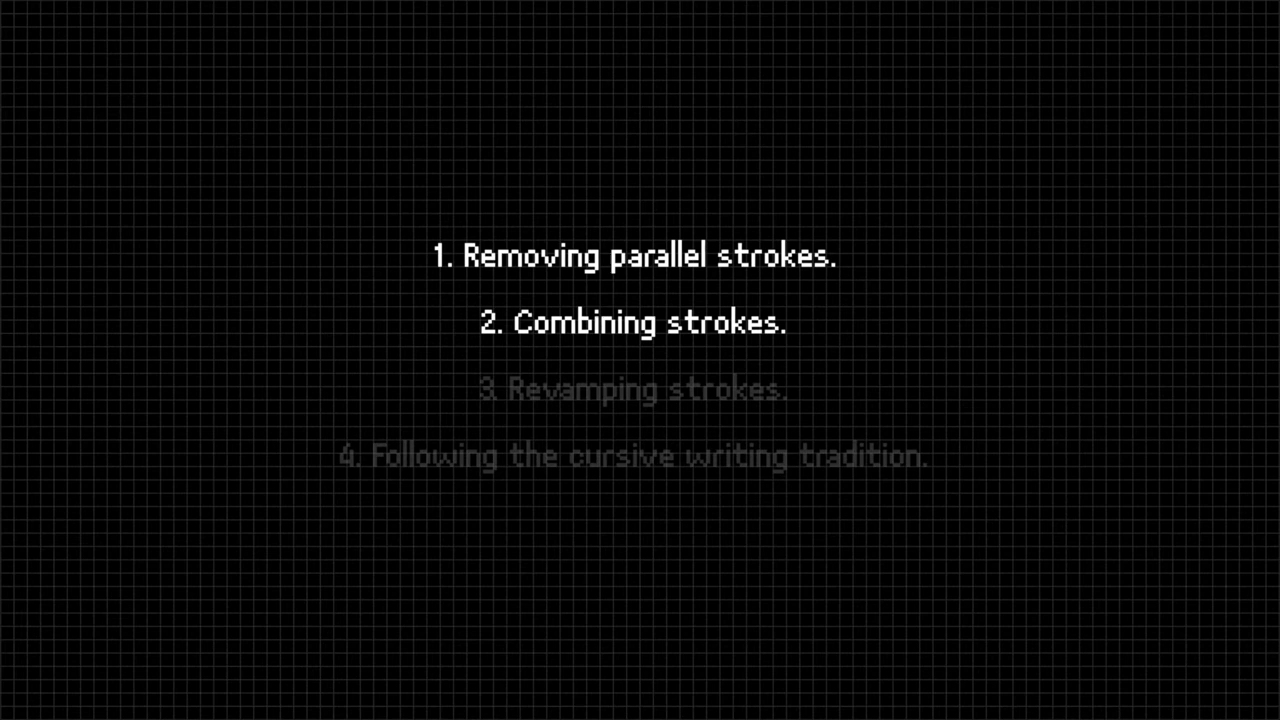 1. Removing parallel strokes.
2. Combining strokes.
3. Revamping strokes.
4. Following the cursive writing tradition.